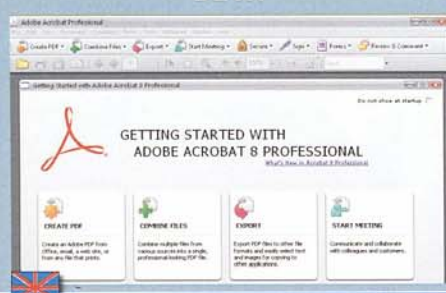 Adobe Acrobat Professional
Create PDF Combine Files Export Start Meeting Secure Sign Forms Review & Comment
Getting Started with Adobe Acrobat 8 Professional
Do not show at startup
GETTING STARTED WITH
ADOBE ACROBAT 8 PROFESSIONAL
What's New in Acrobat 8 Professional
CREATE PDF
Create an Adobe PDF from
Office, email, a web site, or
from any file that prints.
COMBINE FILES
Combine multiple files from
various sources into a single,
professional-looking PDF file.
EXPORT
Export PDF files to other file
formats and easily select text
and images for copying to
other applications.
START MEETING
Communicate and collaborate
with colleagues and customers.